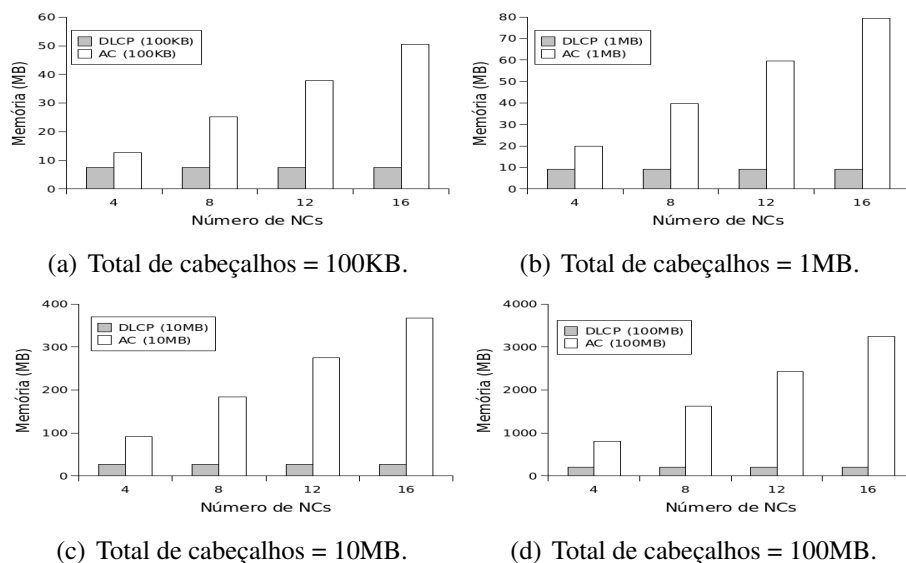 60
50
40
30
20
10
0
Memória (MB)
DLCP (100KB)
AC (100KB)
4 8 12 16
Número de NCs
(a) Total de cabeçalhos = 100KB.
80
70
60
50
40
30
20
10
0
Memória (MB)
DLCP (1MB)
AC (1MB)
4 8 12 16
Número de NCs
(b) Total de cabeçalhos = 1MB.
400
300
200
100
0
Memória (MB)
DLCP (10MB)
AC (10MB)
4 8 12 16
Número de NCs
(c) Total de cabeçalhos = 10MB.
4000
3000
2000
1000
0
Memória (MB)
DLCP (100MB)
AC (100MB)
4 8 12 16
Número de NCs
(d) Total de cabeçalhos = 100MB.